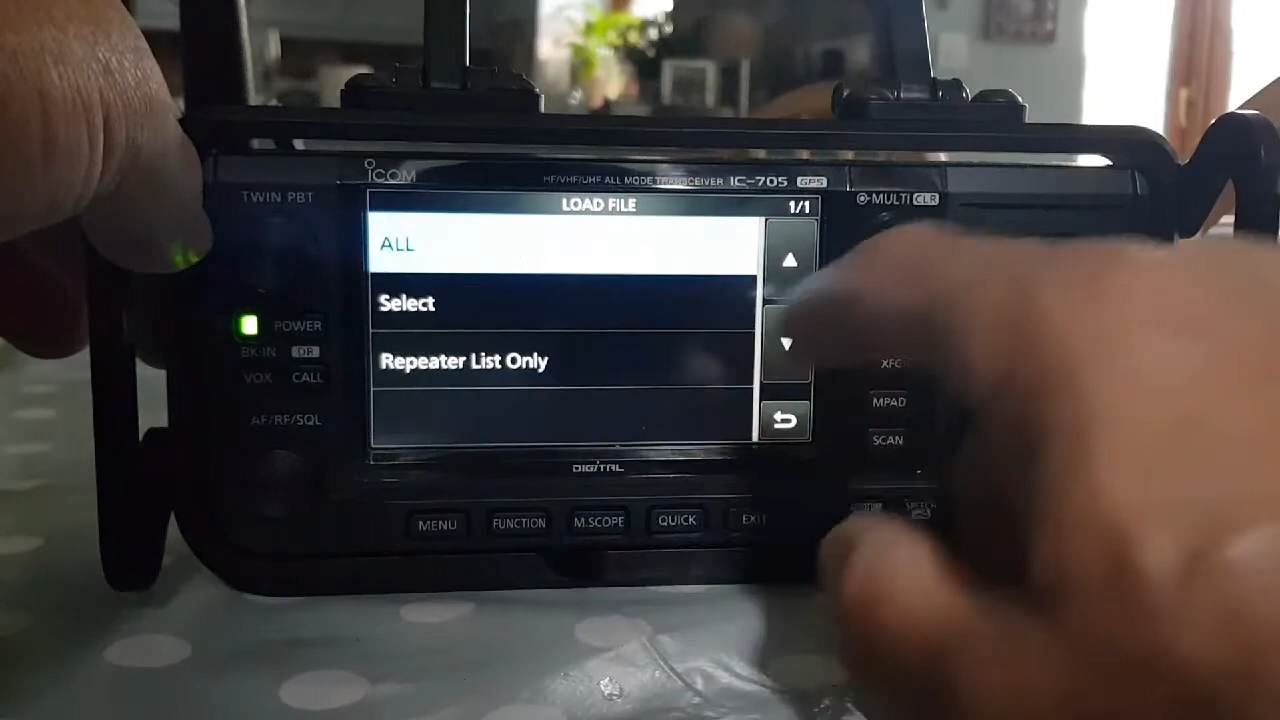 ICOM
HF/VHF/UHF ALL MODE TRANSCEIVER IC-705 GPS
TWIN PBT
MULTI CLR
LOAD FILE 1/1
ALL
Select
Repeater List Only
POWER
BK-IN
VOX CALL
AF/RF/SQL
MPAD
SCAN
DIGITAL
MENU FUNCTION M.SCOPE QUICK EXIT